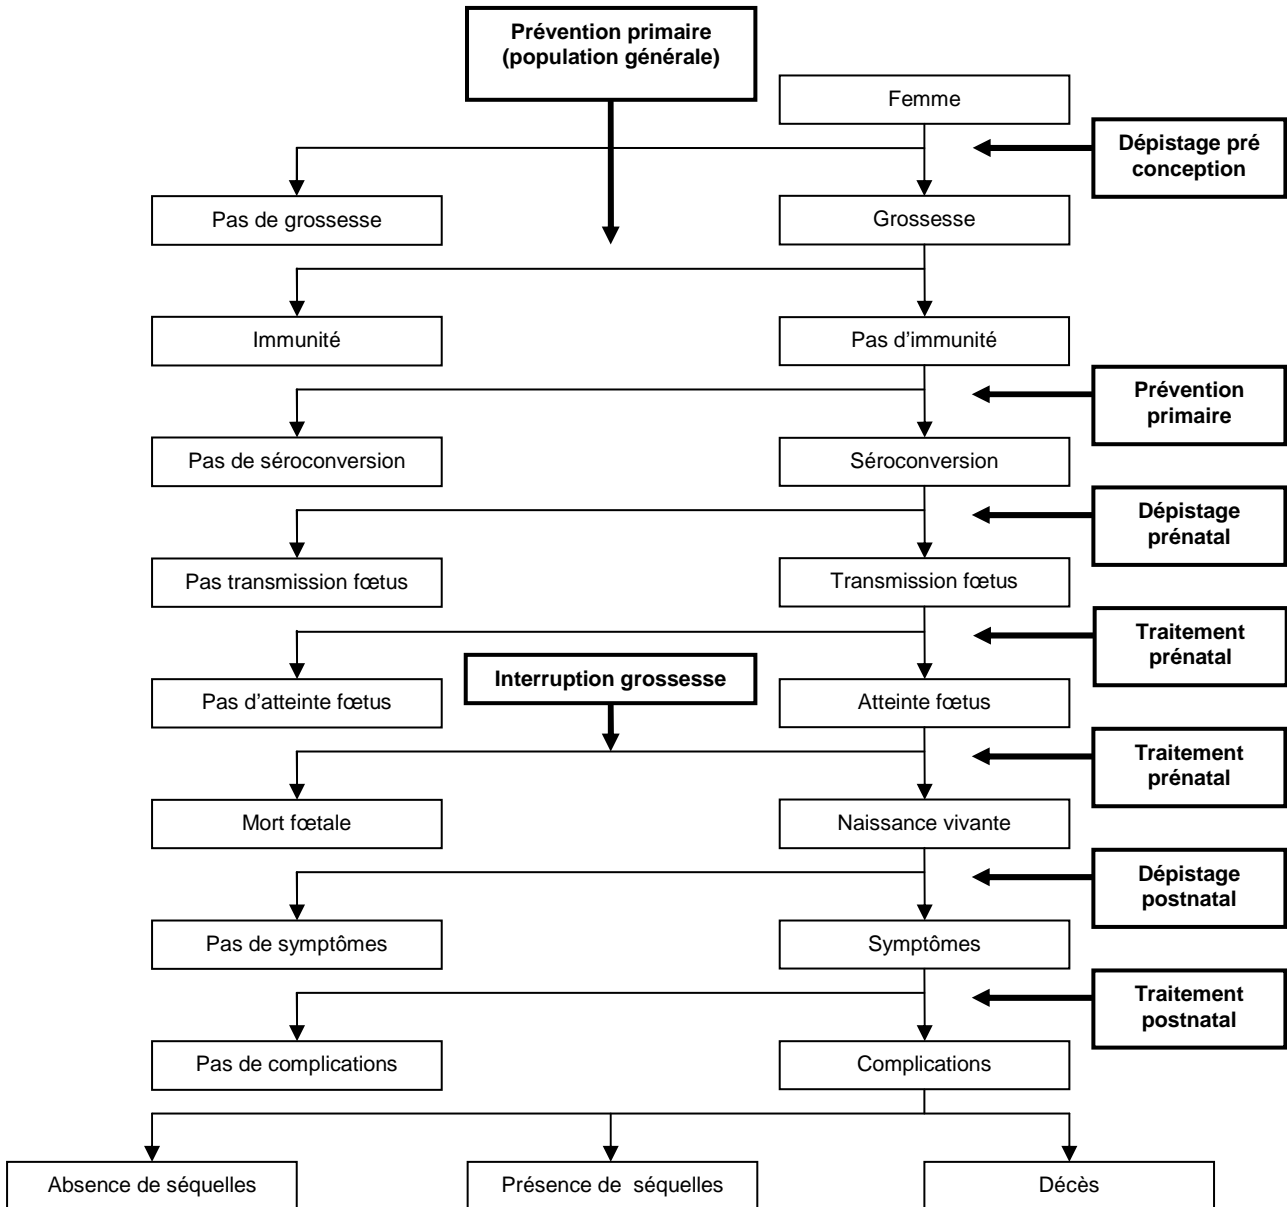 Prévention primaire
(population générale)
Femme
Dépistage pré
conception
Pas de grossesse
Grossesse
Immunité
Pas d'immunité
Prévention
primaire
Pas de séroconversion
Séroconversion
Dépistage
prénatal
Pas transmission fœtus
Transmission fœtus
Traitement
prénatal
Interruption grossesse
Pas d'atteinte fœtus
Atteinte fœtus
Traitement
prénatal
Mort fœtale
Naissance vivante
Dépistage
postnatal
Pas de symptômes
Symptômes
Traitement
postnatal
Pas de complications
Complications
Absence de séquelles
Présence de séquelles
Décès